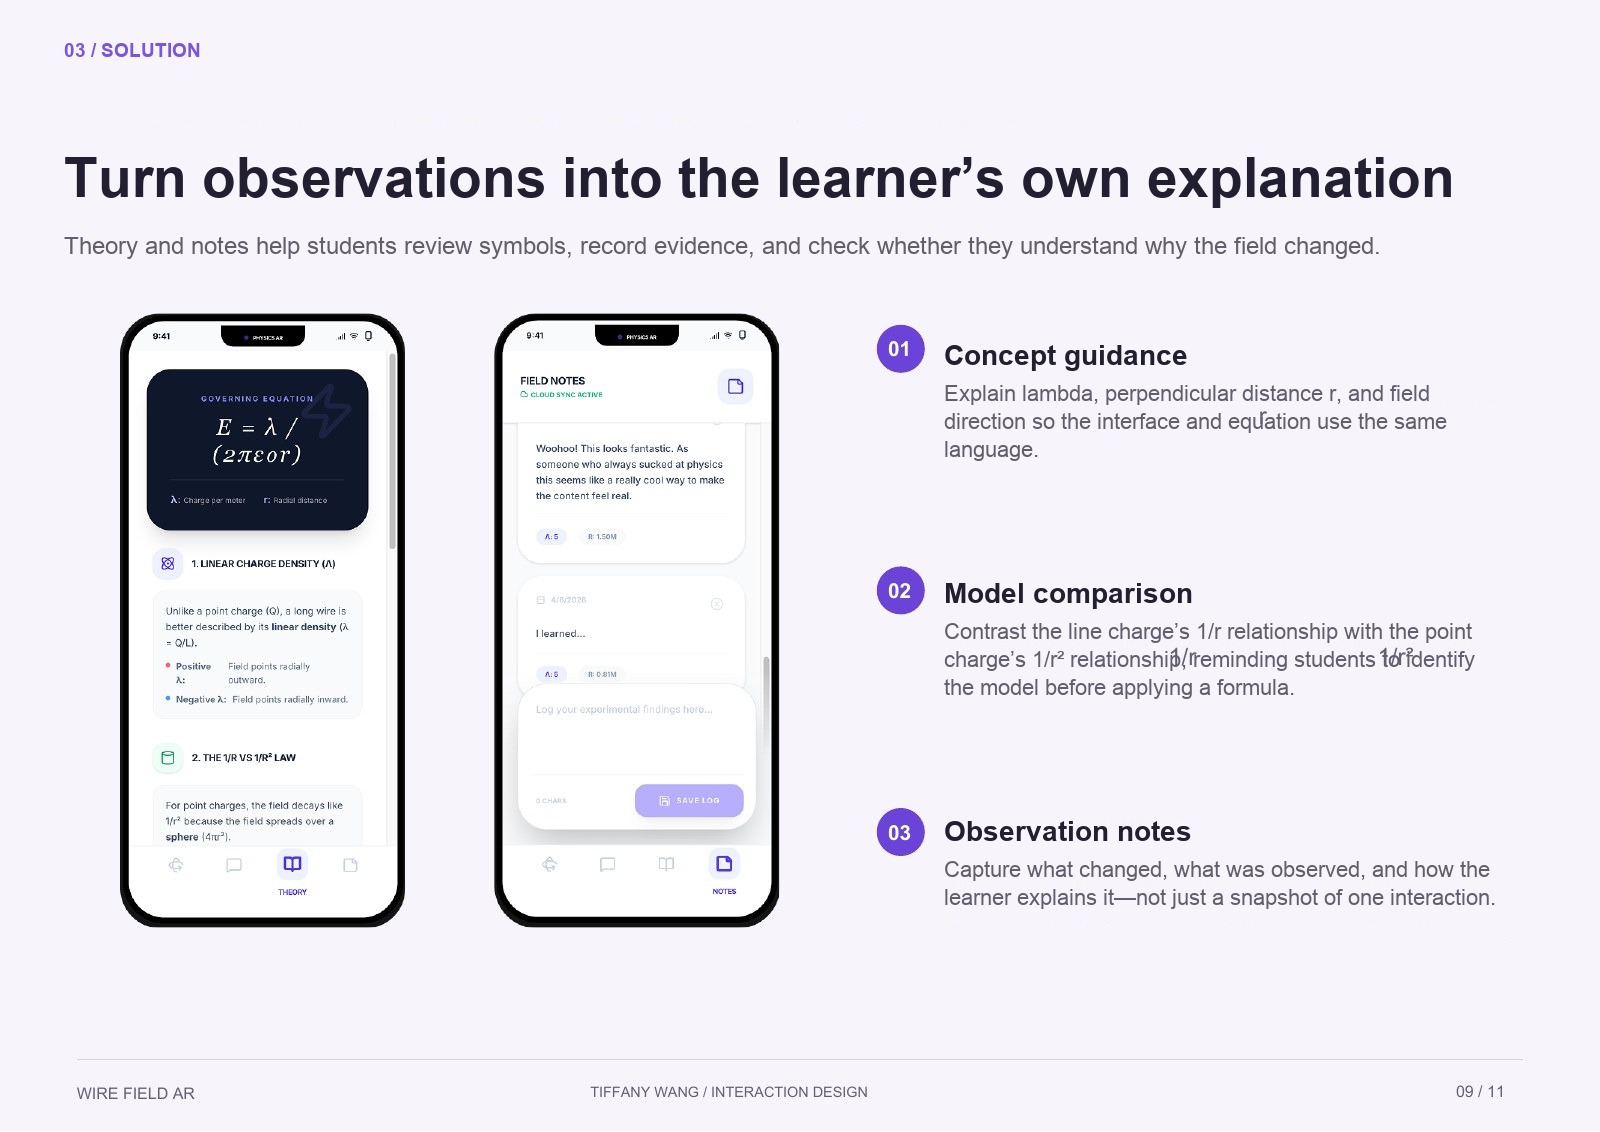 03 / SOLUTION
Turn observations into the learner’s own explanation
Theory and notes help students review symbols, record evidence, and check whether they understand why the field changed.
9:41
PHYSICS AR
GOVERNING EQUATION
E = λ /
(2πεor)
λ: Charge per meter r: Radial distance
1. LINEAR CHARGE DENSITY (Λ)
Unlike a point charge (Q), a long wire is
better described by its linear density (λ
= Q/L).
Positive λ: Field points radially outward.
Negative λ: Field points radially inward.
2. THE 1/R VS 1/R² LAW
For point charges, the field decays like
1/r² because the field spreads over a
sphere (4πr²).
THEORY
9:41
PHYSICS AR
FIELD NOTES
CLOUD SYNC ACTIVE
Woohoo! This looks fantastic. As
someone who always sucked at physics
this seems like a really cool way to make
the content feel real.
Λ: 5 R: 1.50M
4/6/2026
I learned...
Λ: 5 R: 0.81M
Log your experimental findings here...
0 CHARS
SAVE LOG
NOTES
01
Concept guidance
Explain lambda, perpendicular distance r, and field
direction so the interface and equation use the same
r
language.
02
Model comparison
Contrast the line charge’s 1/r relationship with the point
charge’s 1/r² relationship, reminding students to identify
1/r 1/r²
the model before applying a formula.
03
Observation notes
Capture what changed, what was observed, and how the
learner explains it—not just a snapshot of one interaction.
WIRE FIELD AR
TIFFANY WANG / INTERACTION DESIGN
09 / 11